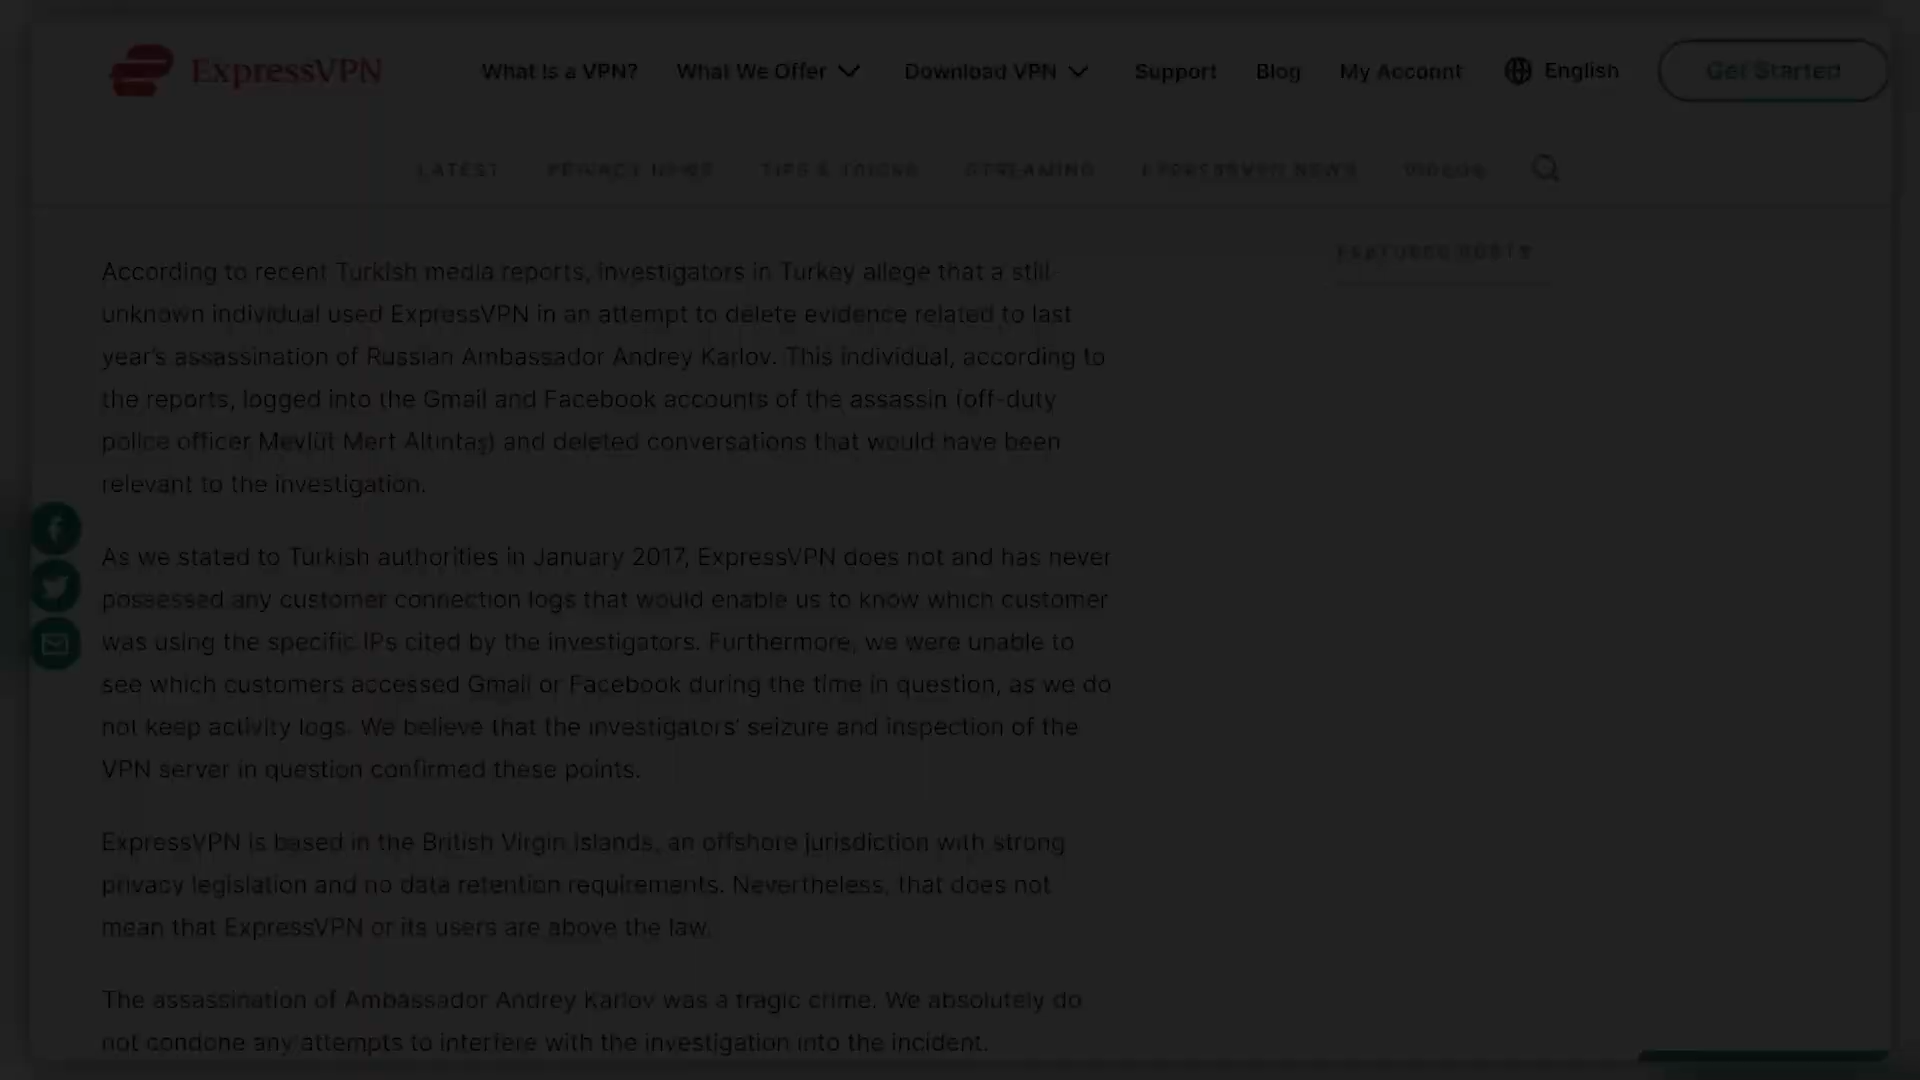 ExpressVPN
What Is a VPN?
What We Offer
Download VPN
Support
Blog
My Account
English
Get Started
LATEST
PRIVACY NEWS
TIPS & TRICKS
STREAMING
EXPRESSVPN NEWS
VIDEOS
FEATURED POSTS
According to recent Turkish media reports, investigators in Turkey allege that a still-
unknown individual used ExpressVPN in an attempt to delete evidence related to last
year's assassination of Russian Ambassador Andrey Karlov. This individual, according to
the reports, logged into the Gmail and Facebook accounts of the assassin (off-duty
police officer Mevlüt Mert Altıntaş) and deleted conversations that would have been
relevant to the investigation.
As we stated to Turkish authorities in January 2017, ExpressVPN does not and has never
possessed any customer connection logs that would enable us to know which customer
was using the specific IPs cited by the investigators. Furthermore, we were unable to
see which customers accessed Gmail or Facebook during the time in question, as we do
not keep activity logs. We believe that the investigators' seizure and inspection of the
VPN server in question confirmed these points.
ExpressVPN is based in the British Virgin Islands, an offshore jurisdiction with strong
privacy legislation and no data retention requirements. Nevertheless, that does not
mean that ExpressVPN or its users are above the law.
The assassination of Ambassador Andrey Karlov was a tragic crime. We absolutely do
not condone any attempts to interfere with the investigation into the incident.